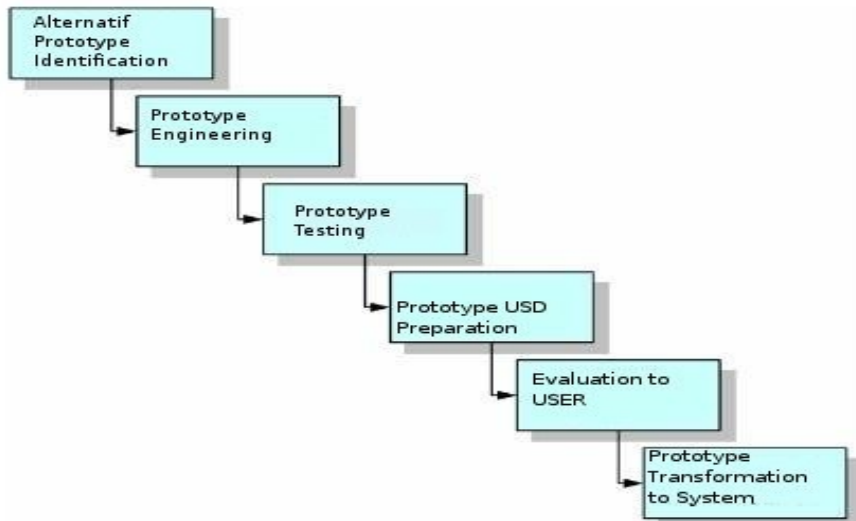 Alternatif
Prototype
Identification
Prototype
Engineering
Prototype
Testing
Prototype USD
Preparation
Evaluation to
USER
Prototype
Transformation
to System